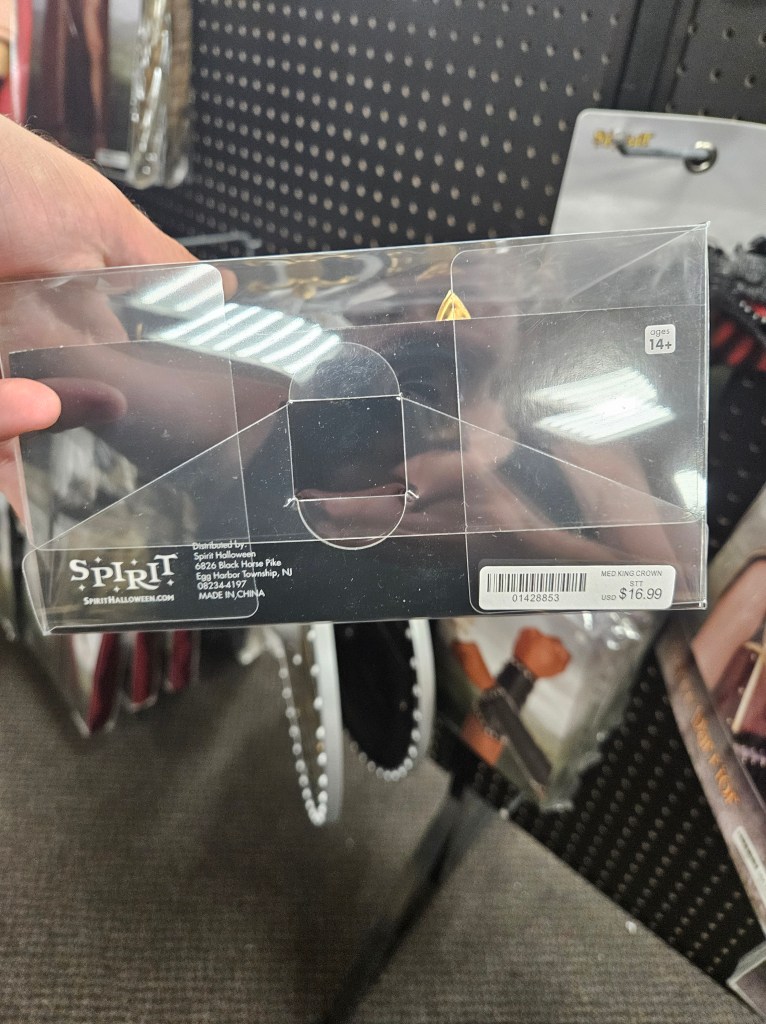 ages
14+
SPIRIT
SPIRITHALLOWEEN.COM
Distributed by:
Spirit Halloween
6826 Black Horse Pike
Egg Harbor Township, NJ
08234-4197
MADE IN CHINA
01428853
MED KING CROWN
STT
USD $16.99